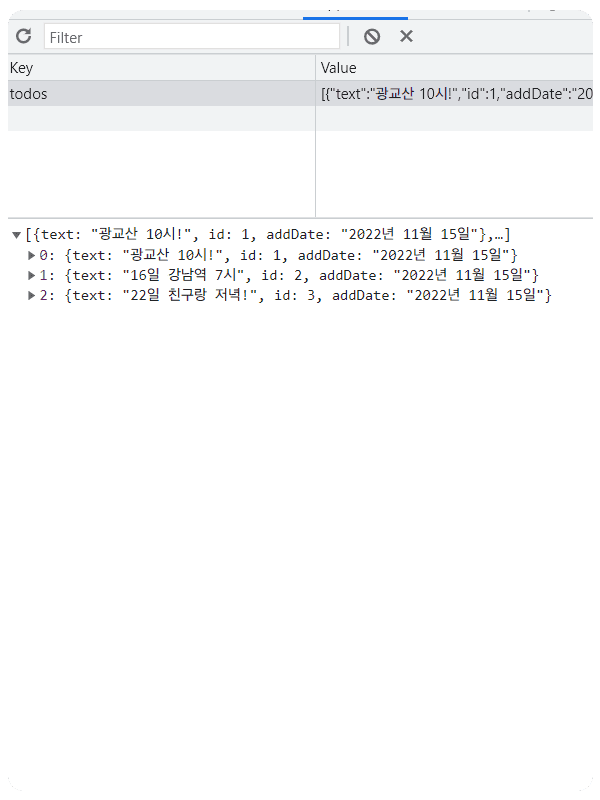 Filter
Key Value
todos [{"text":"광교산 10시!","id":1,"addDate":"20
[{text: "광교산 10시!", id: 1, addDate: "2022년 11월 15일"},…]
0: {text: "광교산 10시!", id: 1, addDate: "2022년 11월 15일"}
1: {text: "16일 강남역 7시", id: 2, addDate: "2022년 11월 15일"}
2: {text: "22일 친구랑 저녁!", id: 3, addDate: "2022년 11월 15일"}